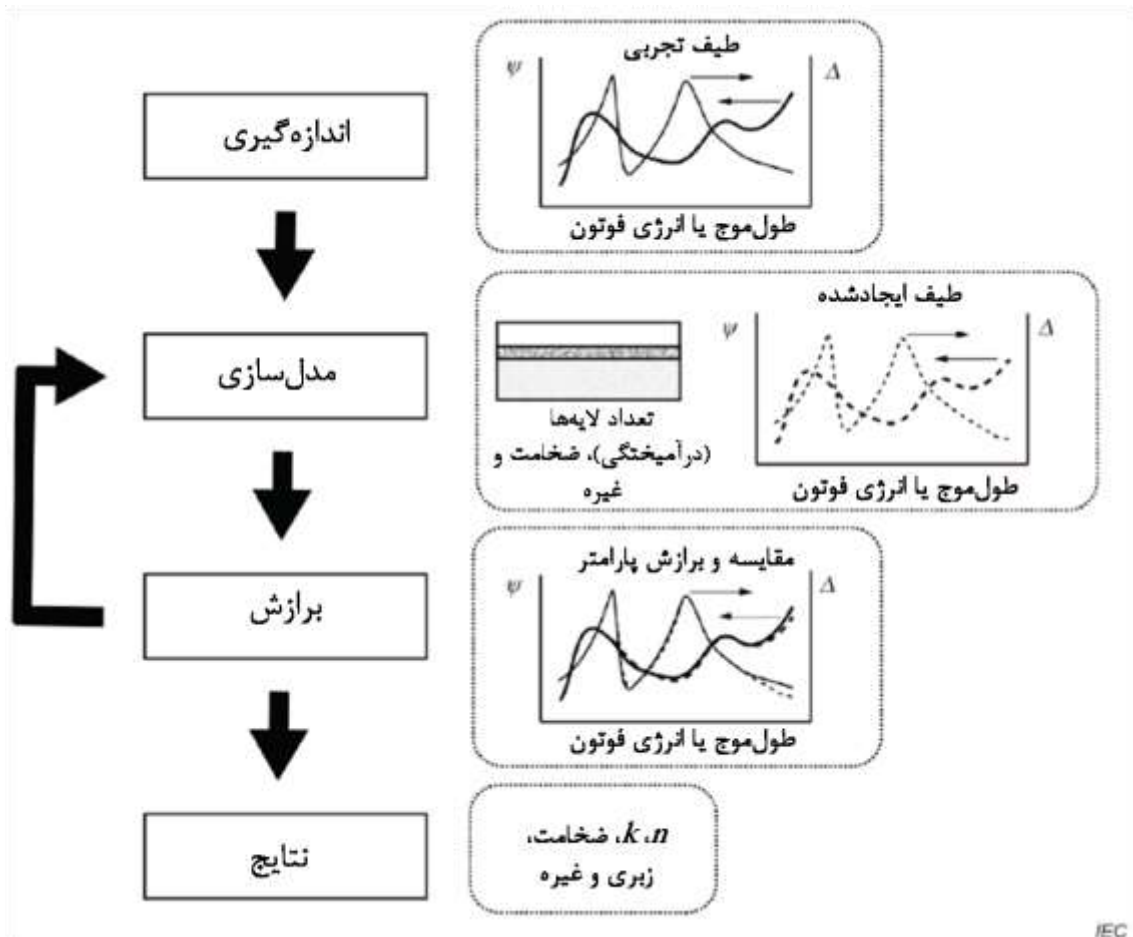 اندازه‌گیری
طیف تجربی
ψ
Δ
طول‌موج یا انرژی فوتون
مدل‌سازی
تعداد لایه‌ها
(درآمیختگی)، ضخامت و
غیره
طیف ایجادشده
ψ
Δ
طول‌موج یا انرژی فوتون
برازش
مقایسه و برازش پارامتر
ψ
Δ
طول‌موج یا انرژی فوتون
نتایج
n، k، ضخامت،
زبری و غیره
IEC